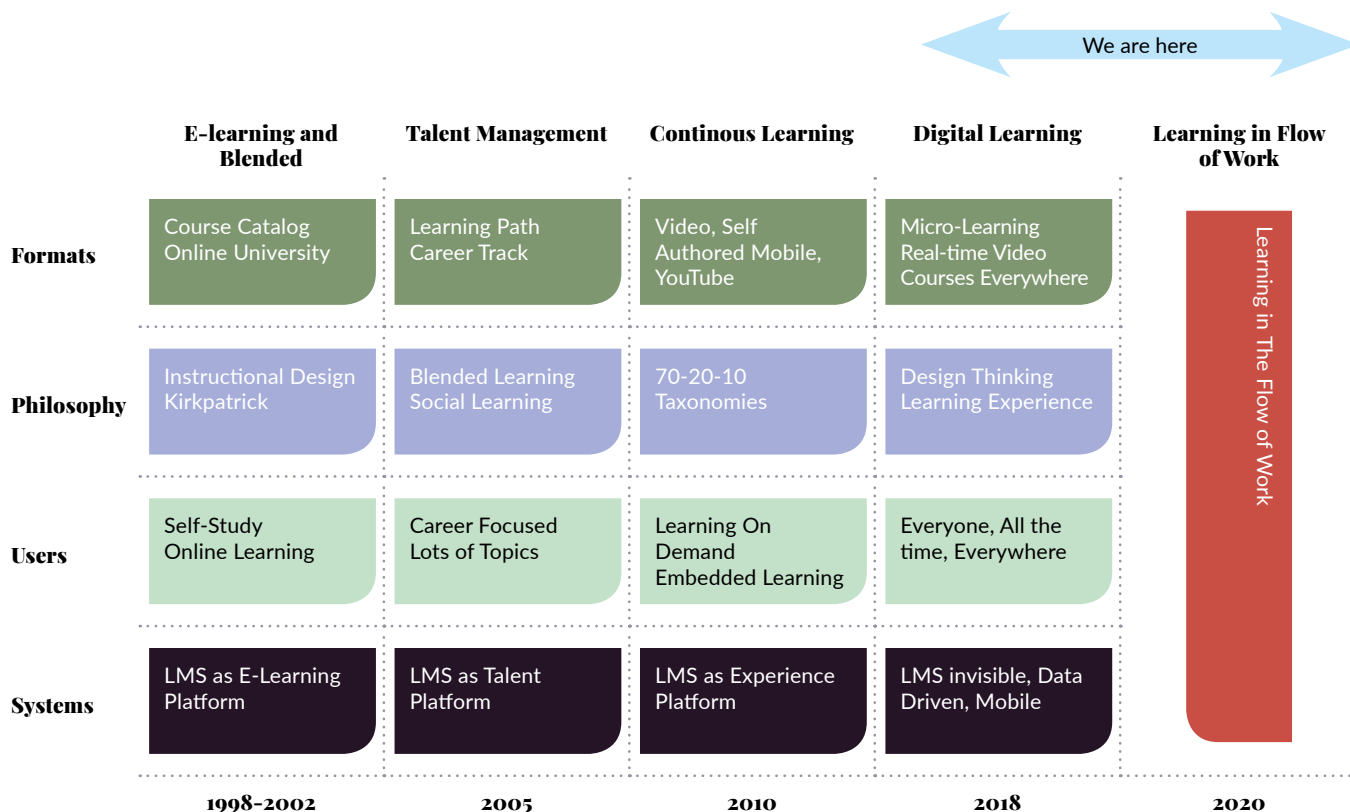 We are here
E-learning and
Blended
Talent Management
Continous Learning
Digital Learning
Learning in Flow
of Work
Formats
Course Catalog
Online University
Learning Path
Career Track
Video, Self
Authored Mobile,
YouTube
Micro-Learning
Real-time Video
Courses Everywhere
Learning in The Flow of Work
Philosophy
Instructional Design
Kirkpatrick
Blended Learning
Social Learning
70-20-10
Taxonomies
Design Thinking
Learning Experience
Users
Self-Study
Online Learning
Career Focused
Lots of Topics
Learning On
Demand
Embedded Learning
Everyone, All the
time, Everywhere
Systems
LMS as E-Learning
Platform
LMS as Talent
Platform
LMS as Experience
Platform
LMS invisible, Data
Driven, Mobile
1998-2002
2005
2010
2018
2020